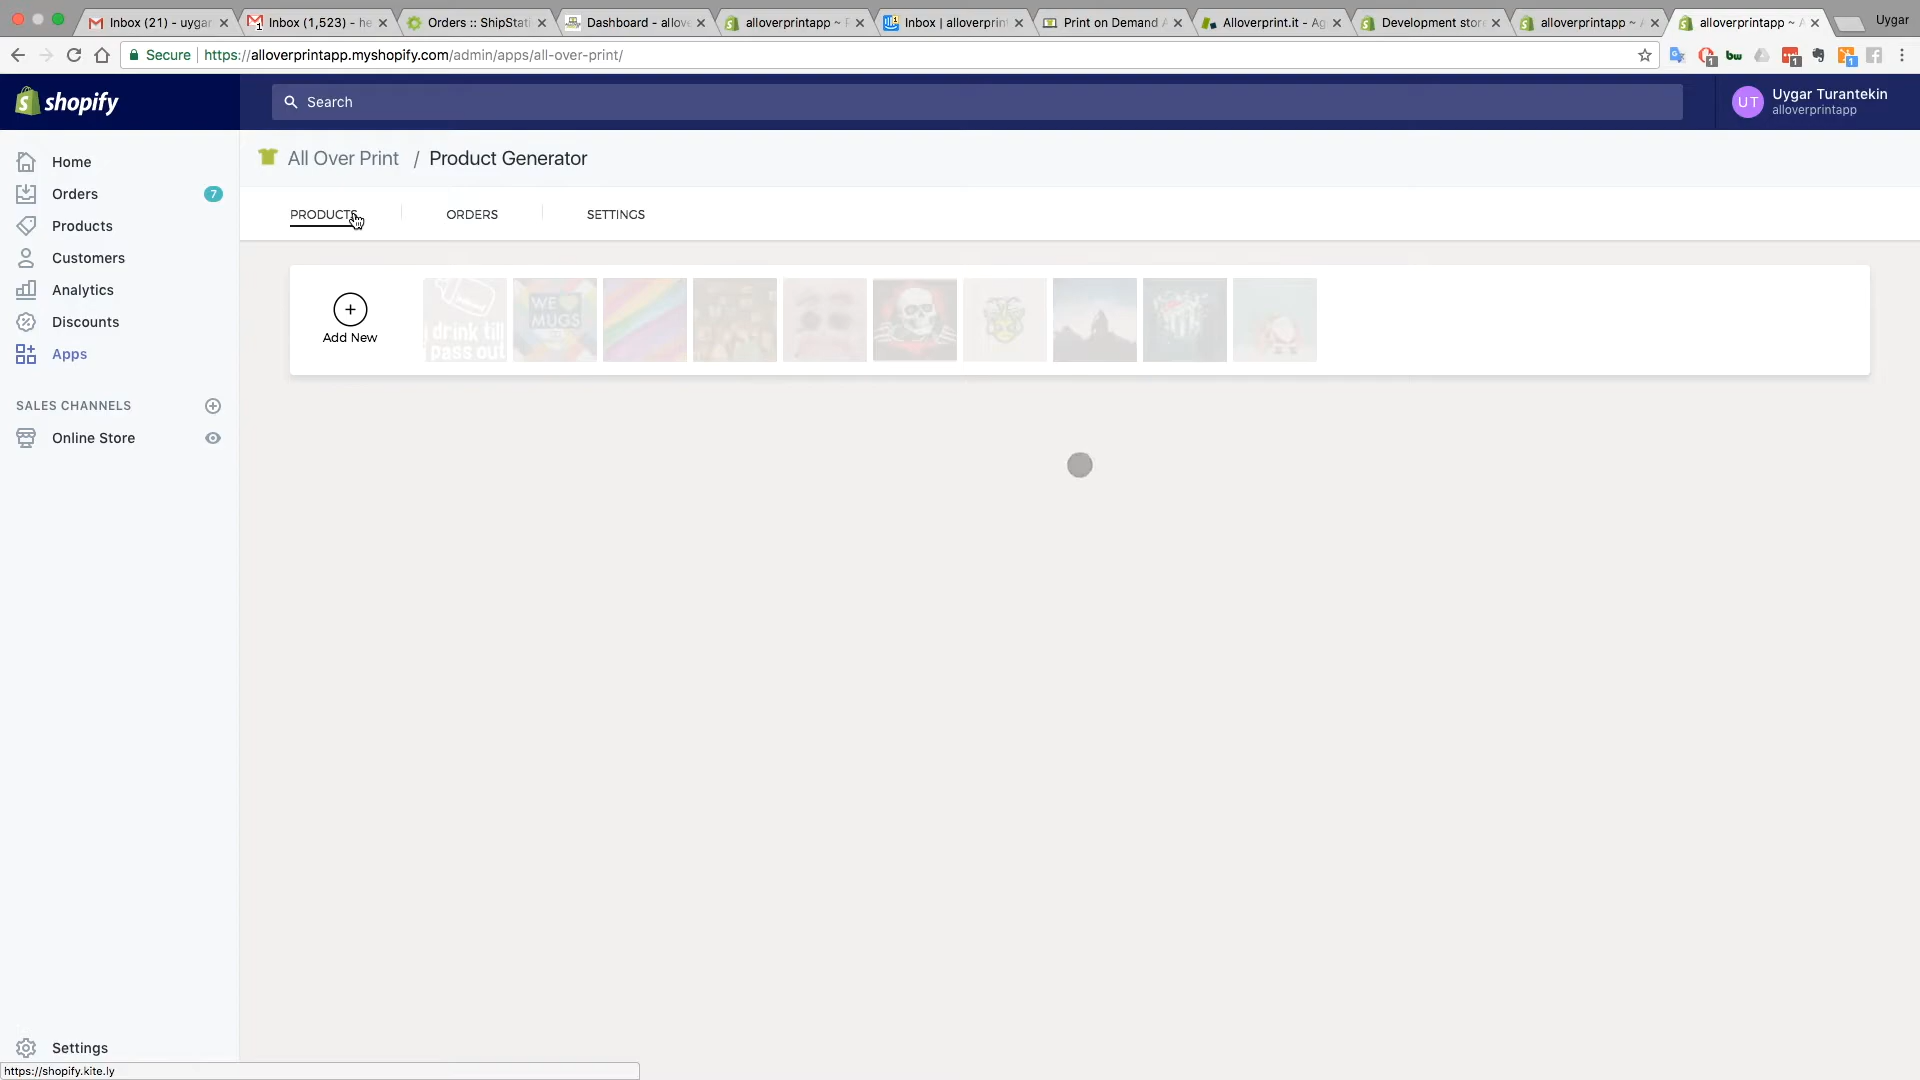 Inbox (21) - uygar
Inbox (1,523) - he
Orders :: ShipStati
Dashboard - allove
alloverprintapp ~ P
Inbox | alloverprin
Print on Demand A
Alloverprint.it - Ag
Development store
alloverprintapp ~ A
alloverprintapp ~ A
Uygar
Secure
https://alloverprintapp.myshopify.com/admin/apps/all-over-print/
shopify
Search
UT
Uygar Turantekin
alloverprintapp
Home
Orders
7
Products
Customers
Analytics
Discounts
Apps
SALES CHANNELS
Online Store
Settings
All Over Print / Product Generator
PRODUCTS
ORDERS
SETTINGS
Add New
i drink till
i pass out
WE
MUGS
https://shopify.kite.ly